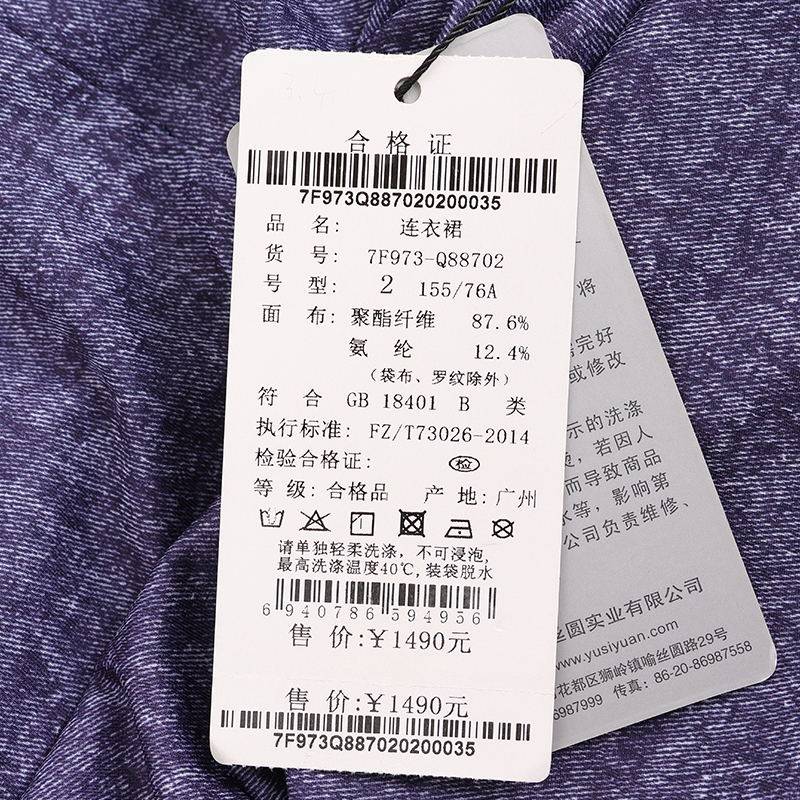 合格证
7F973Q887020200035
品 名: 连衣裙
货 号: 7F973-Q88702
号 型: 2 155/76A
面 布: 聚酯纤维 87.6%
氨 纶 12.4%
(袋布、罗纹除外)
符 合 GB 18401 B 类
执行标准: FZ/T73026-2014
检验合格证: 检
等 级: 合格品 产 地: 广州
请单独轻柔洗涤, 不可浸泡,
最高洗涤温度40℃, 装袋脱水
6 940786 594956
售 价:¥1490元
售 价:¥1490元
7F973Q887020200035
将
完好
或修改
示的洗涤
若因人
而导致商品
等, 影响第
公司负责维修、
丝圆实业有限公司
www.yusiyuan.com
花都区狮岭镇喻丝圆路29号
6987999 传真: 86-20-86987558